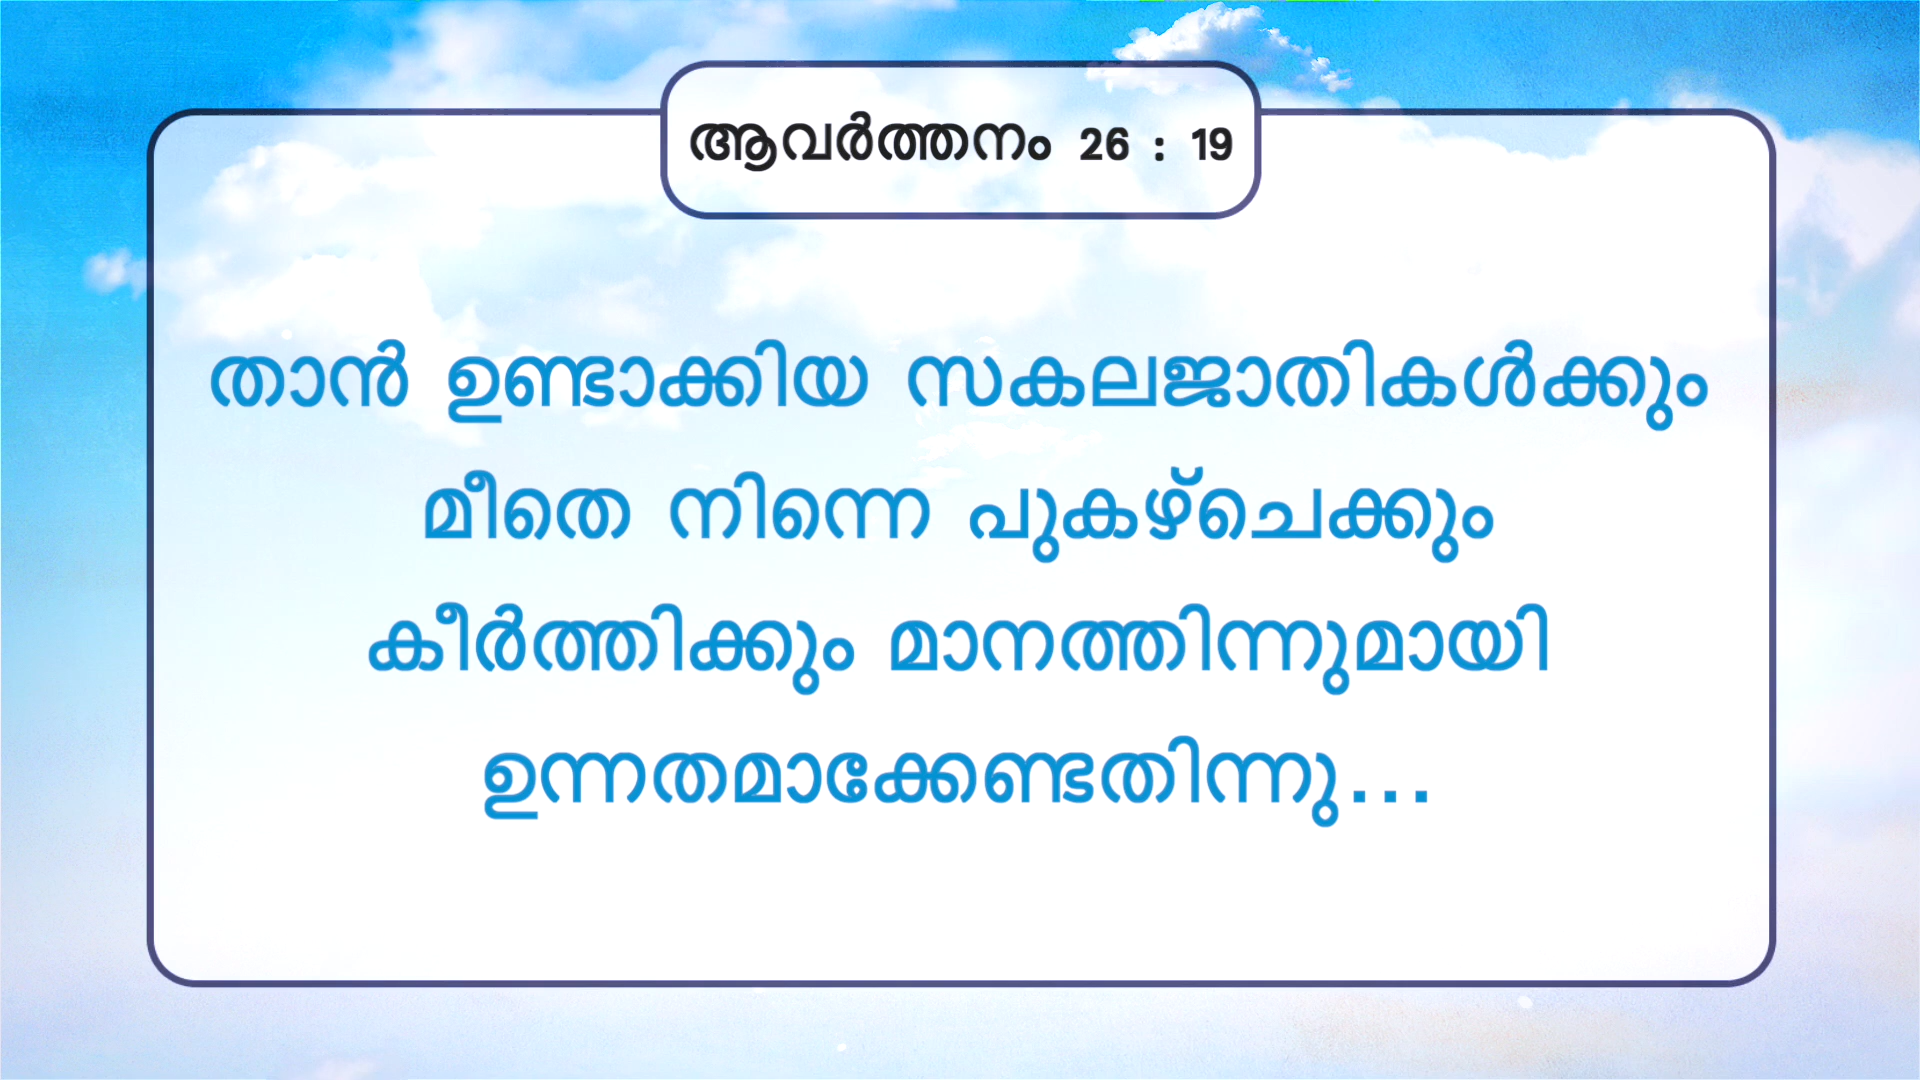 ആവർത്തനം 26 : 19
താൻ ഉണ്ടാക്കിയ സകലജാതികൾക്കും
മീതെ നിന്നെ പുകഴ്ചെക്കും
കീർത്തിക്കും മാനത്തിന്നുമായി
ഉന്നതമാക്കേണ്ടതിന്നു...